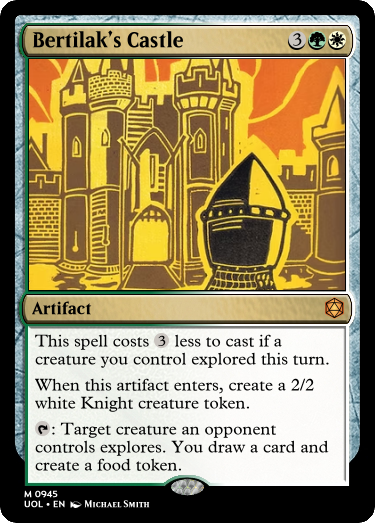 Bertilak's Castle 3
Artifact
This spell costs 3 less to cast if a
creature you control explored this turn.
When this artifact enters, create a 2/2
white Knight creature token.
: Target creature an opponent
controls explores. You draw a card and
create a food token.
M 0945
UOL • EN Michael Smith